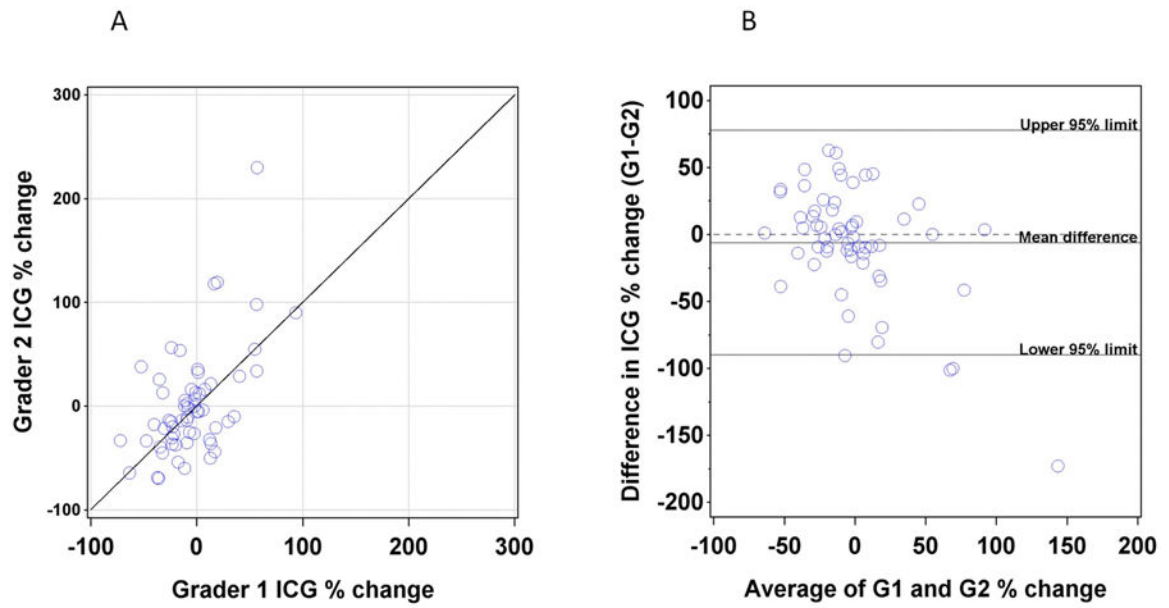 A
B
300
200
100
0
-100
-100
0
100
200
300
Grader 2 ICG % change
Grader 1 ICG % change
100
50
0
-50
-100
-150
-200
-100
-50
0
50
100
150
200
Difference in ICG % change (G1-G2)
Average of G1 and G2 % change
Upper 95% limit
Mean difference
Lower 95% limit